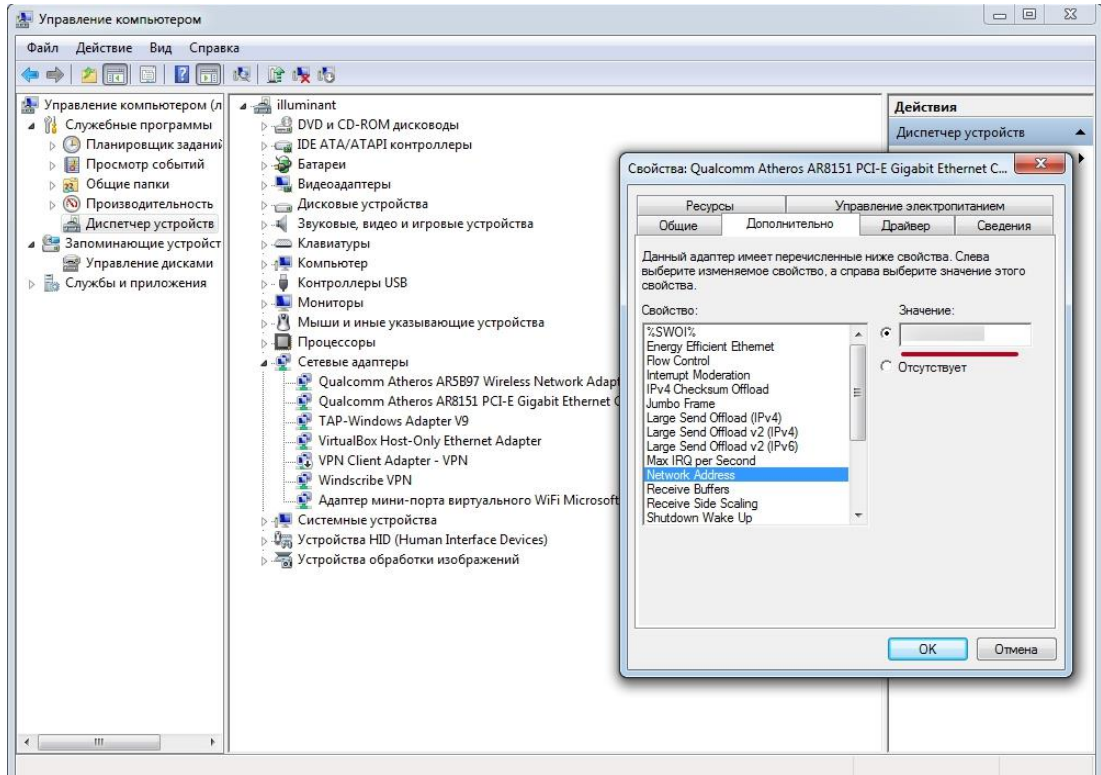 Управление компьютером
Файл Действие Вид Справка
Управление компьютером (л
Служебные программы
Планировщик заданий
Просмотр событий
Общие папки
Производительность
Диспетчер устройств
Запоминающие устройст
Управление дисками
Службы и приложения
illuminant
DVD и CD-ROM дисководы
IDE ATA/ATAPI контроллеры
Батареи
Видеоадаптеры
Дисковые устройства
Звуковые, видео и игровые устройства
Клавиатуры
Компьютер
Контроллеры USB
Мониторы
Мыши и иные указывающие устройства
Процессоры
Сетевые адаптеры
Qualcomm Atheros AR5B97 Wireless Network Adapt
Qualcomm Atheros AR8151 PCI-E Gigabit Ethernet C
TAP-Windows Adapter V9
VirtualBox Host-Only Ethernet Adapter
VPN Client Adapter - VPN
Windscribe VPN
Адаптер мини-порта виртуального WiFi Microsoft
Системные устройства
Устройства HID (Human Interface Devices)
Устройства обработки изображений
Действия
Диспетчер устройств
Свойства: Qualcomm Atheros AR8151 PCI-E Gigabit Ethernet C...
Ресурсы Управление электропитанием
Общие Дополнительно Драйвер Сведения
Данный адаптер имеет перечисленные ниже свойства. Слева
выберите изменяемое свойство, а справа выберите значение этого
свойства.
Свойство:
%SWOI%
Energy Efficient Ethernet
Flow Control
Interrupt Moderation
IPv4 Checksum Offload
Jumbo Frame
Large Send Offload (IPv4)
Large Send Offload v2 (IPv4)
Large Send Offload v2 (IPv6)
Max IRQ per Second
Network Address
Receive Buffers
Receive Side Scaling
Shutdown Wake Up
Значение:
Отсутствует
OK Отмена